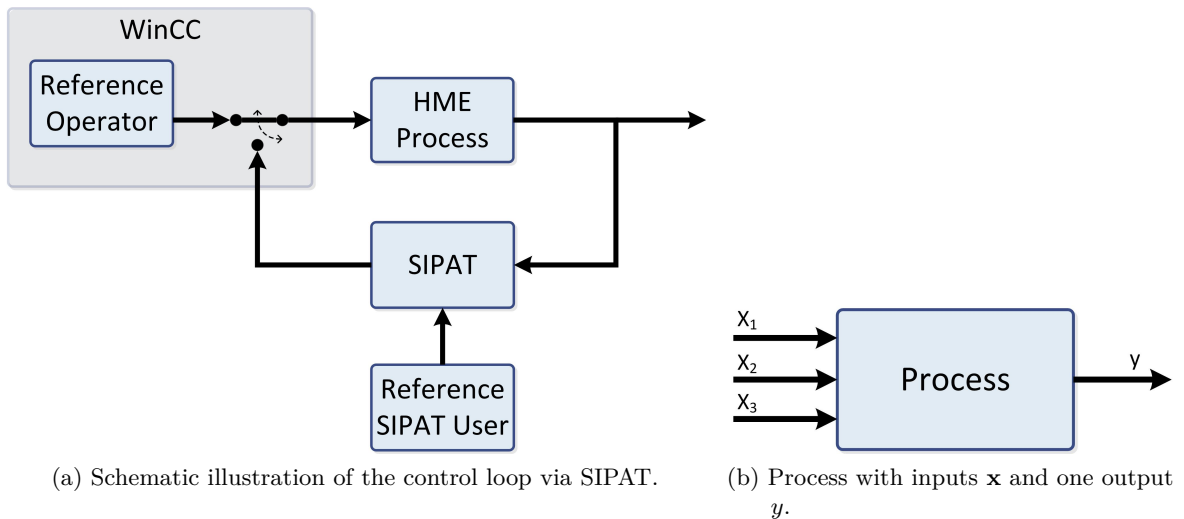 WinCC
Reference
Operator
HME
Process
SIPAT
Reference
SIPAT User
(a) Schematic illustration of the control loop via SIPAT.
X1
X2
X3
Process
y
(b) Process with inputs x and one output
y.